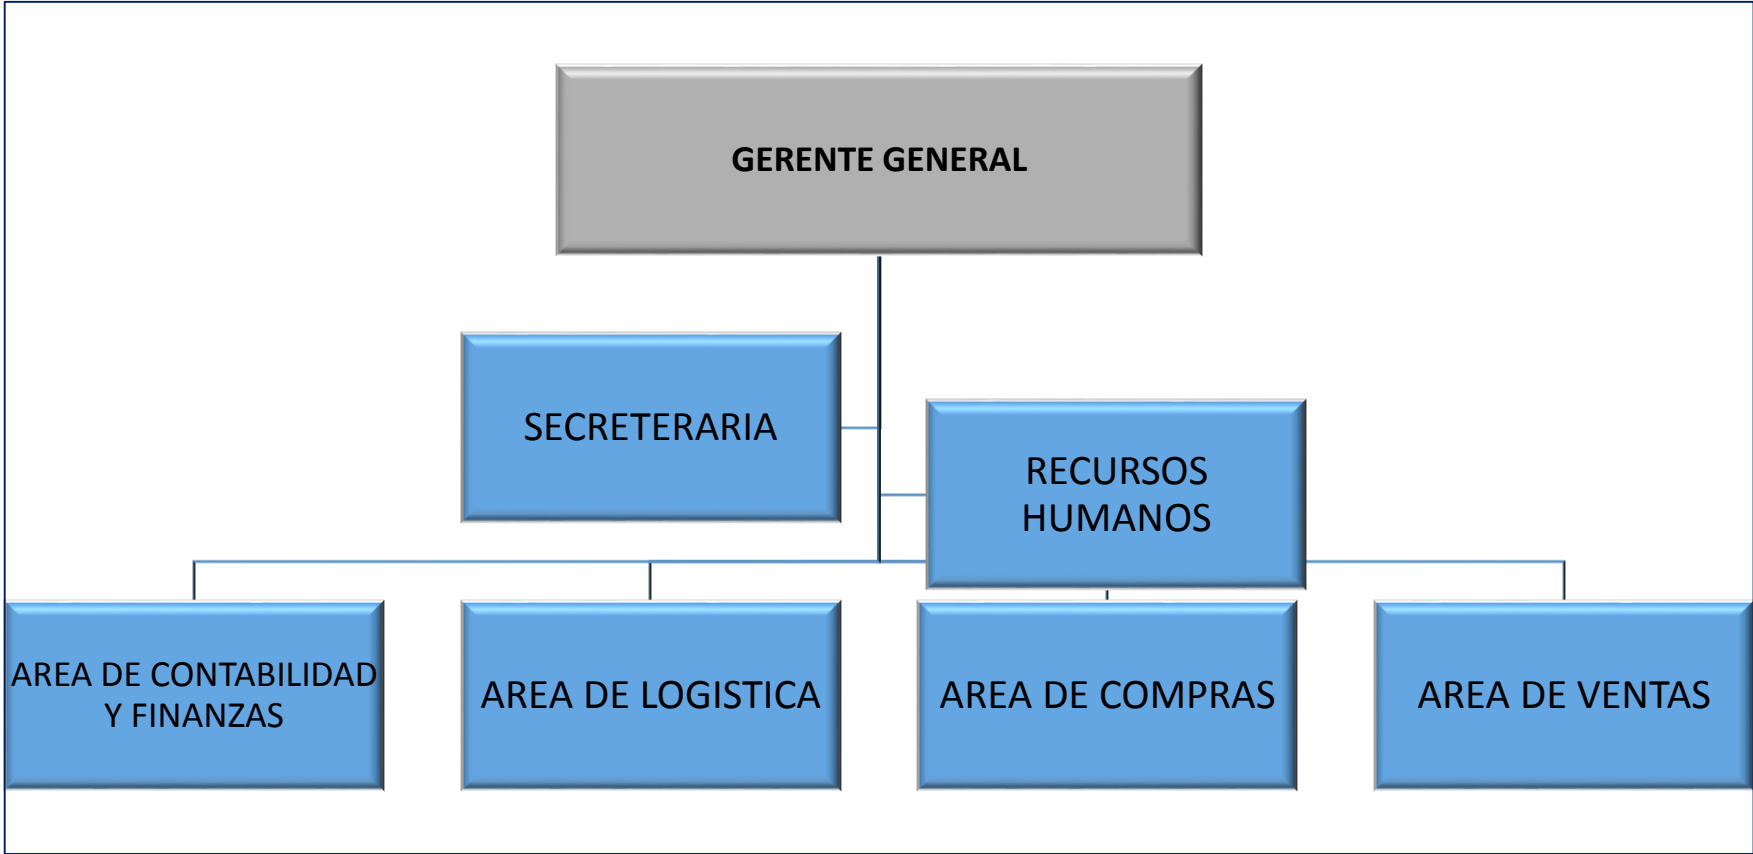 GERENTE GENERAL
SECRETERARIA
RECURSOS
HUMANOS
AREA DE CONTABILIDAD
Y FINANZAS
AREA DE LOGISTICA
AREA DE COMPRAS
AREA DE VENTAS